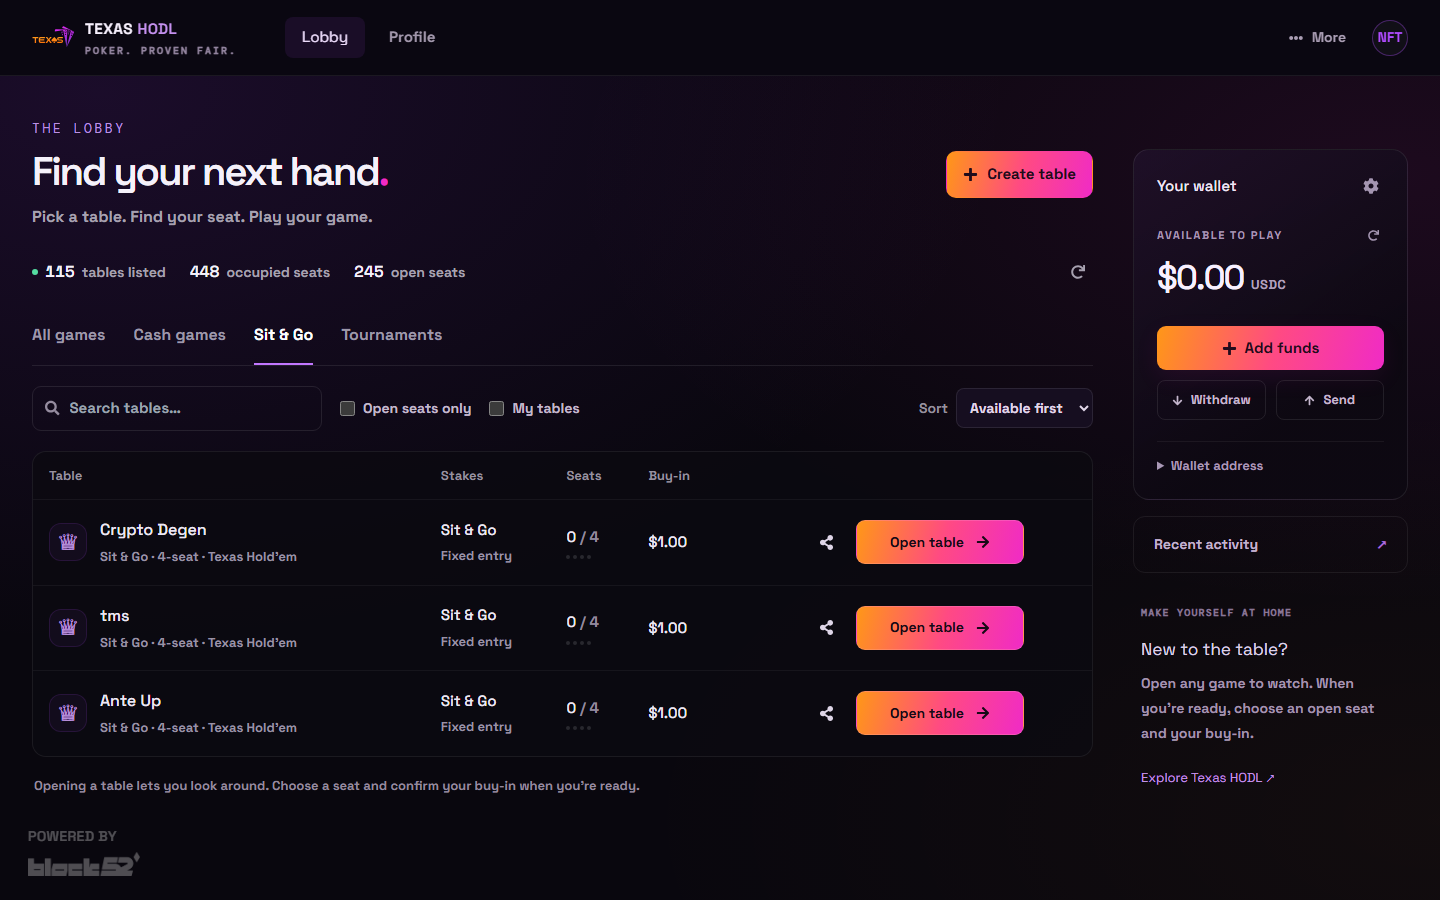 TEXAS
TEXAS HODL
POKER. PROVEN FAIR.
Lobby
Profile
••• More
NFT
THE LOBBY
Find your next hand.
Pick a table. Find your seat. Play your game.
+ Create table
115 tables listed 448 occupied seats 245 open seats
All games Cash games Sit & Go Tournaments
Search tables...
Open seats only
My tables
Sort Available first
Table Stakes Seats Buy-in
Crypto Degen
Sit & Go · 4-seat · Texas Hold'em
Sit & Go
Fixed entry
0 / 4
$1.00
Open table →
tms
Sit & Go · 4-seat · Texas Hold'em
Sit & Go
Fixed entry
0 / 4
$1.00
Open table →
Ante Up
Sit & Go · 4-seat · Texas Hold'em
Sit & Go
Fixed entry
0 / 4
$1.00
Open table →
Opening a table lets you look around. Choose a seat and confirm your buy-in when you're ready.
POWERED BY
block52
Your wallet
AVAILABLE TO PLAY
$0.00 USDC
+ Add funds
↓ Withdraw
↑ Send
▶ Wallet address
Recent activity ↗
MAKE YOURSELF AT HOME
New to the table?
Open any game to watch. When
you're ready, choose an open seat
and your buy-in.
Explore Texas HODL ↗